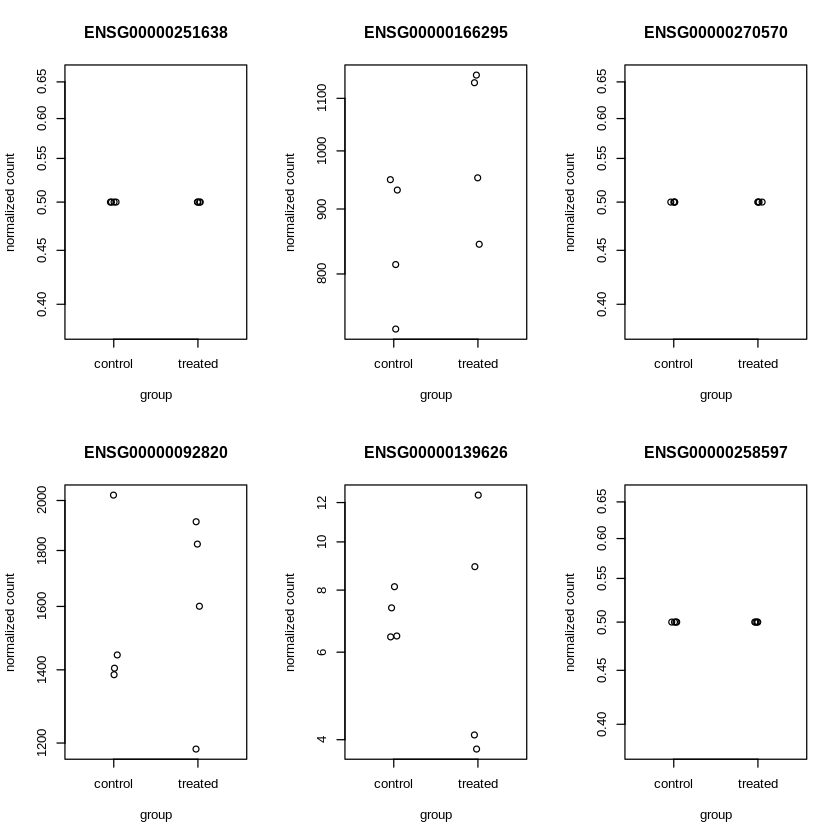 ENSG00000251638
normalized count
0.65
0.60
0.55
0.50
0.45
0.40
control treated
group
ENSG00000166295
normalized count
1100
1000
900
800
control treated
group
ENSG00000270570
normalized count
0.65
0.60
0.55
0.50
0.45
0.40
control treated
group
ENSG00000092820
normalized count
2000
1800
1600
1400
1200
control treated
group
ENSG00000139626
normalized count
12
10
8
6
4
control treated
group
ENSG00000258597
normalized count
0.65
0.60
0.55
0.50
0.45
0.40
control treated
group